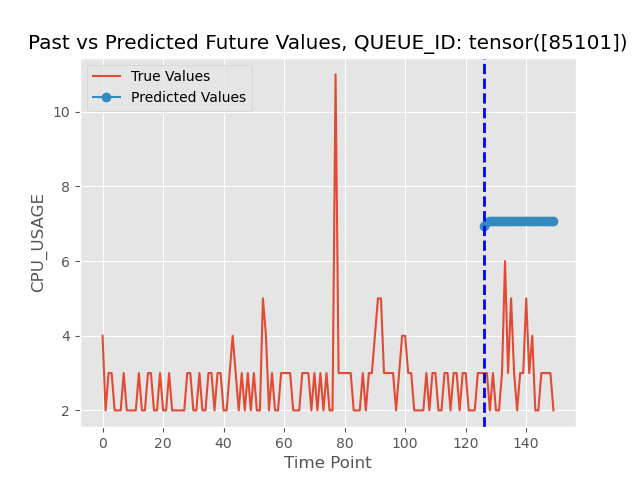 Past vs Predicted Future Values, QUEUE_ID: tensor([85101])
True Values
Predicted Values
CPU_USAGE
10
8
6
4
2
0 20 40 60 80 100 120 140
Time Point